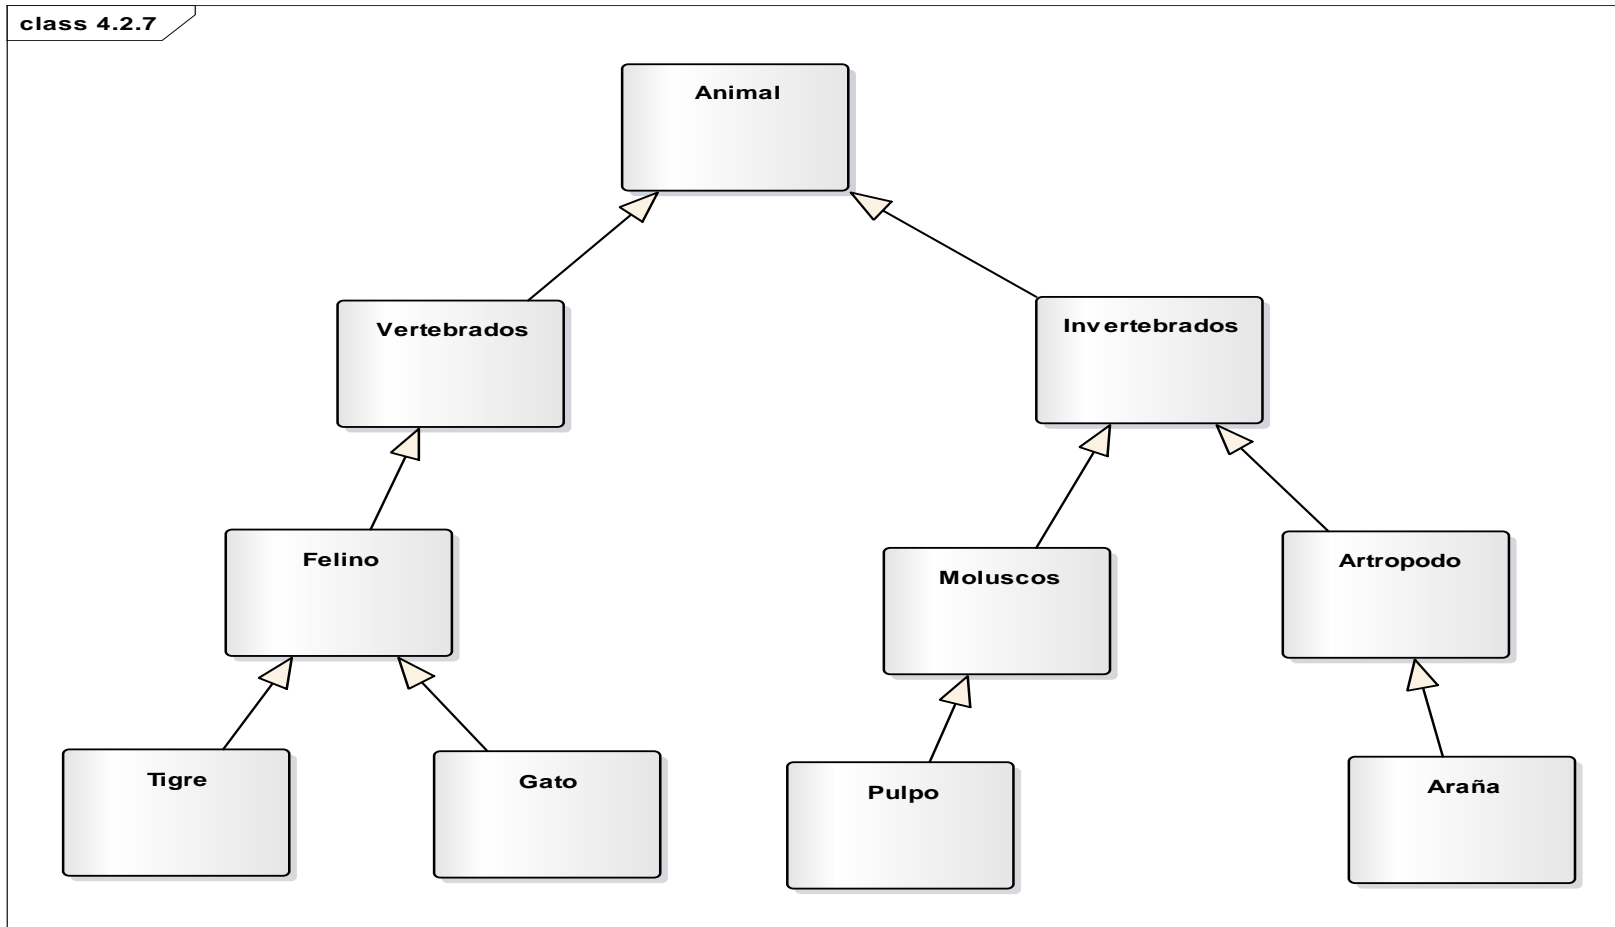 class 4.2.7
Animal
Vertebrados
Invertebrados
Felino
Moluscos
Artropodo
Tigre
Gato
Pulpo
Araña